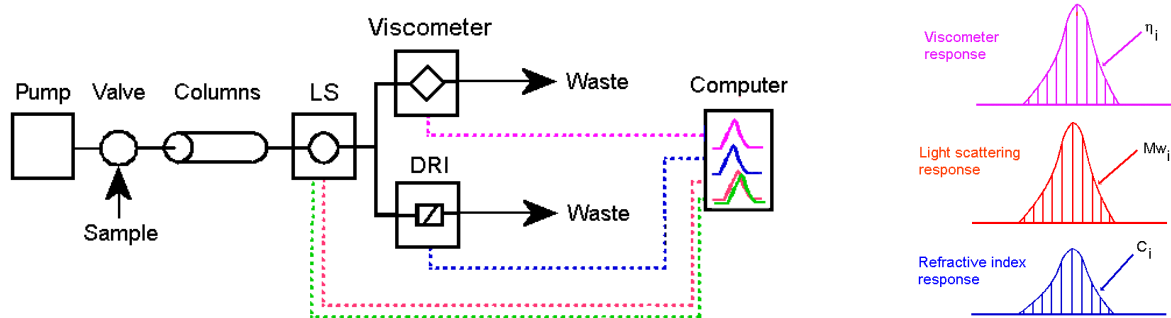 Viscometer
Waste
Pump
Valve
Columns
LS
Computer
DRI
Waste
Sample
Viscometer
response
ηi
Light scattering
response
Mwi
Refractive index
response
Ci